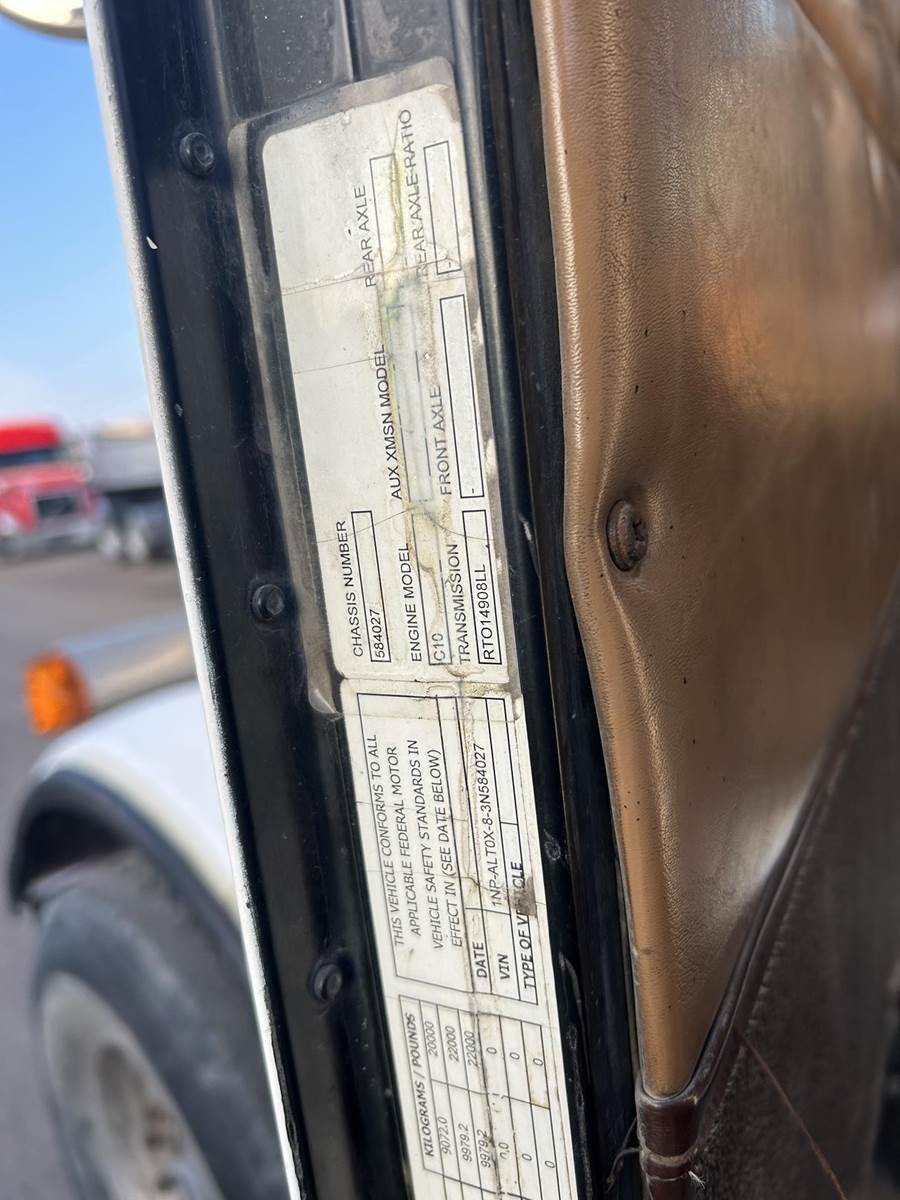 CHASSIS NUMBER
584027
ENGINE MODEL
C10
TRANSMISSION
RTO14908LL
AUX XMSN MODEL
FRONT AXLE
-
REAR AXLE
REAR AXLE RATIO
-
THIS VEHICLE CONFORMS TO ALL
APPLICABLE FEDERAL MOTOR
VEHICLE SAFETY STANDARDS IN
EFFECT IN (SEE DATE BELOW)
DATE
VIN 1NP-ALT0X-8-3N584027
TYPE OF VEHICLE
KILOGRAMS / POUNDS
9072.0 20000
9979.2 22000
9979.2 22000
0.0 0
0 0
0 0